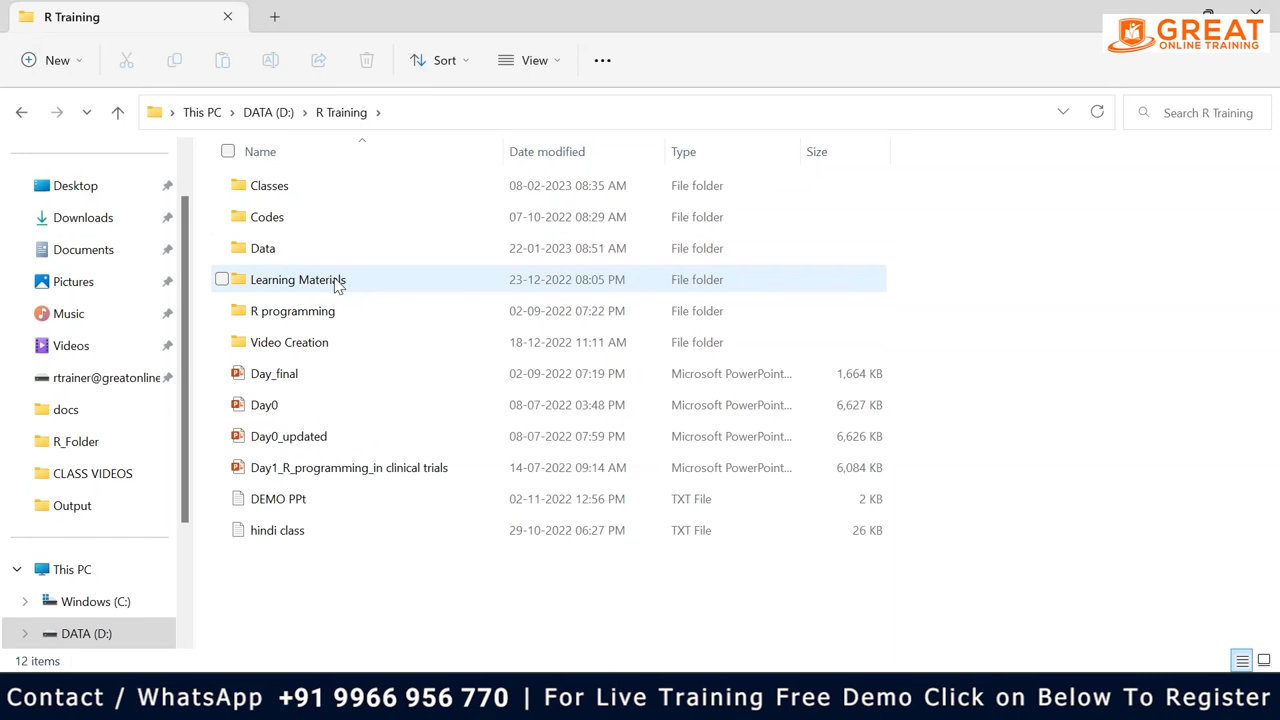 R Training
GREAT
ONLINE TRAINING
New
Sort
View
This PC
DATA (D:)
R Training
Search R Training
Name
Date modified
Type
Size
Desktop
Downloads
Documents
Pictures
Music
Videos
rtrainer@greatonline
docs
R_Folder
CLASS VIDEOS
Output
This PC
Windows (C:)
DATA (D:)
Classes 08-02-2023 08:35 AM File folder
Codes 07-10-2022 08:29 AM File folder
Data 22-01-2023 08:51 AM File folder
Learning Materials 23-12-2022 08:05 PM File folder
R programming 02-09-2022 07:22 PM File folder
Video Creation 18-12-2022 11:11 AM File folder
Day_final 02-09-2022 07:19 PM Microsoft PowerPoint... 1,664 KB
Day0 08-07-2022 03:48 PM Microsoft PowerPoint... 6,627 KB
Day0_updated 08-07-2022 07:59 PM Microsoft PowerPoint... 6,626 KB
Day1_R_programming_in clinical trials 14-07-2022 09:14 AM Microsoft PowerPoint... 6,084 KB
DEMO PPt 02-11-2022 12:56 PM TXT File 2 KB
hindi class 29-10-2022 06:27 PM TXT File 26 KB
12 items
Contact / WhatsApp +91 9966 956 770 | For Live Training Free Demo Click on Below To Register